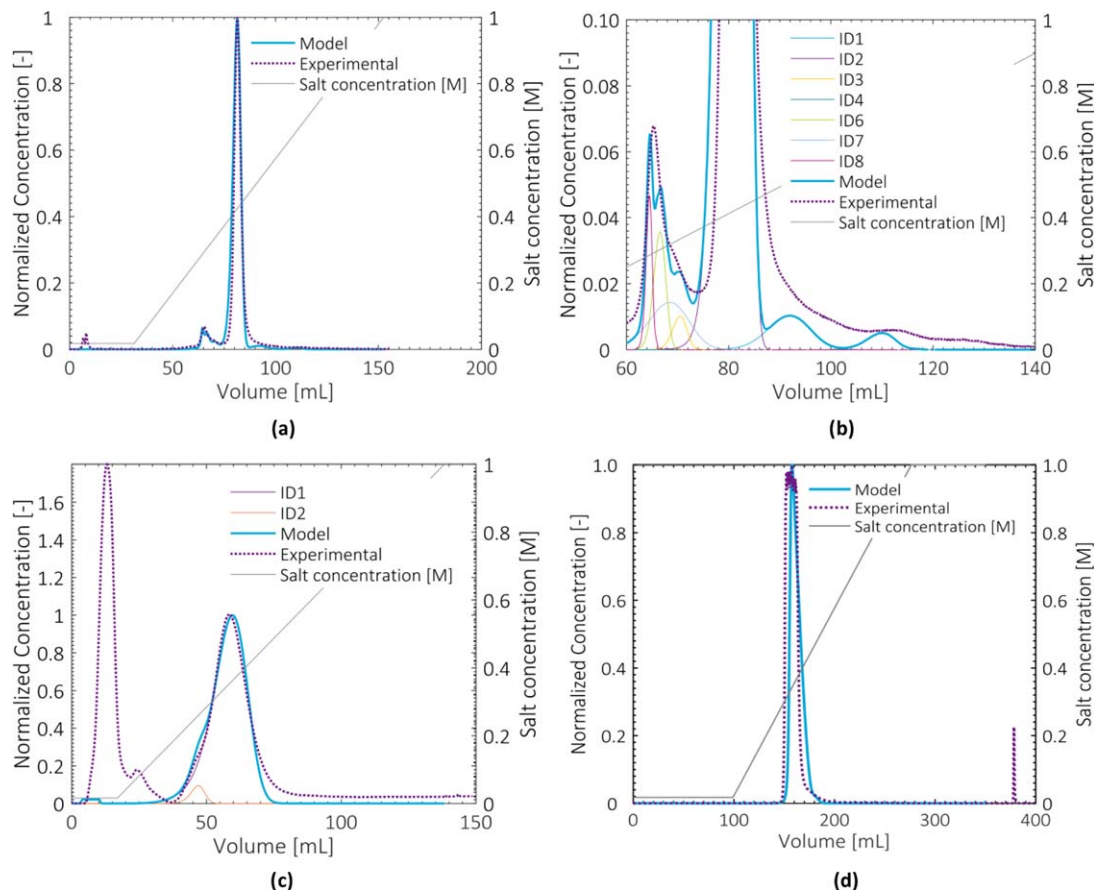 1
0.8
0.6
0.4
0.2
0
Normalized Concentration [-]
Model
Experimental
Salt concentration [M]
1
0.8
0.6
0.4
0.2
0
Salt concentration [M]
0 50 100 150 200
Volume [mL]
(a)
0.10
0.08
0.06
0.04
0.02
0.00
Normalized Concentration [-]
ID1
ID2
ID3
ID4
ID6
ID7
ID8
Model
Experimental
Salt concentration [M]
1
0.8
0.6
0.4
0.2
0
Salt concentration [M]
60 80 100 120 140
Volume [mL]
(b)
1.6
1.4
1.2
1
0.8
0.6
0.4
0.2
0
Normalized Concentration [-]
ID1
ID2
Model
Experimental
Salt concentration [M]
1
0.8
0.6
0.4
0.2
0
Salt concentration [M]
0 50 100 150
Volume [mL]
(c)
1.0
0.8
0.6
0.4
0.2
0
Normalized Concentration [-]
Model
Experimental
Salt concentration [M]
1
0.8
0.6
0.4
0.2
0
Salt concentration [M]
0 100 200 300 400
Volume [mL]
(d)